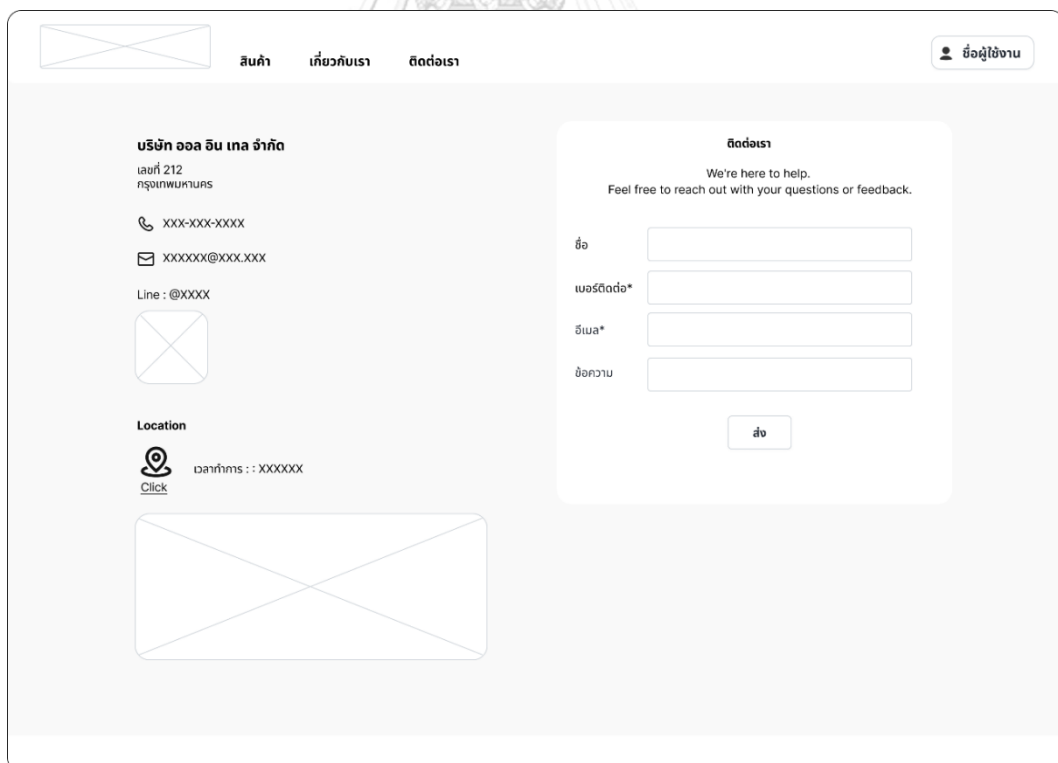 สินค้า เกี่ยวกับเรา ติดต่อเรา
ชื่อผู้ใช้งาน
บริษัท ออล อิน เทล จำกัด
เลขที่ 212
กรุงเทพมหานคร
XXX-XXX-XXXX
XXXXXX@XXX.XXX
Line : @XXXX
Location
เวลาทำการ : : XXXXXX
Click
ติดต่อเรา
We're here to help.
Feel free to reach out with your questions or feedback.
ชื่อ
เบอร์ติดต่อ*
อีเมล*
ข้อความ
ส่ง